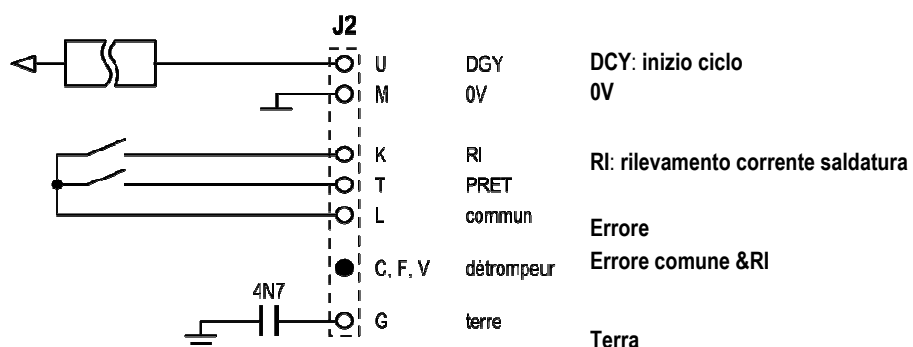 J2
U DGY DCY: inizio ciclo
M 0V 0V
K RI RI: rilevamento corrente saldatura
T PRET
L commun Errore
C, F, V détrompeur Errore comune &RI
4N7
G terre Terra